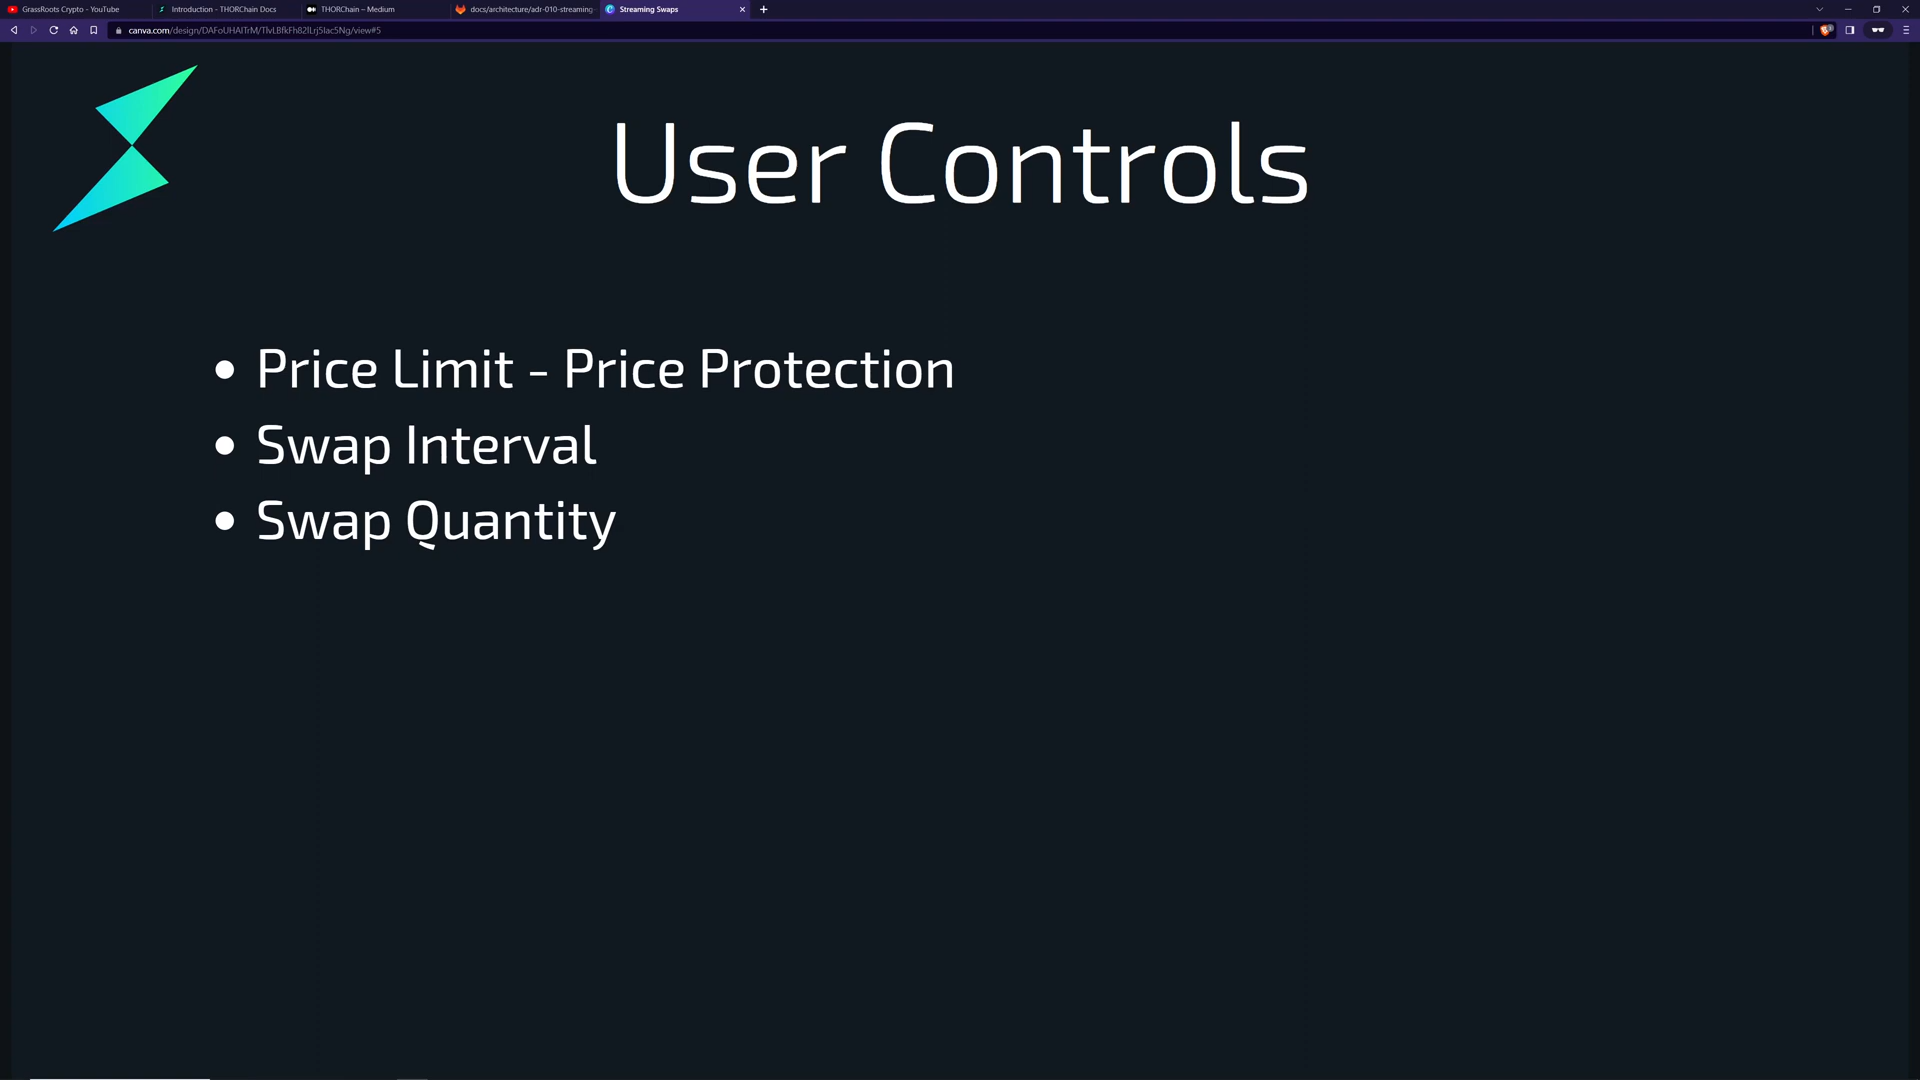 GrassRoots Crypto - YouTube
Introduction - THORChain Docs
THORChain – Medium
docs/architecture/adr-010-streaming-
Streaming Swaps
User Controls
• Price Limit - Price Protection
• Swap Interval
• Swap Quantity